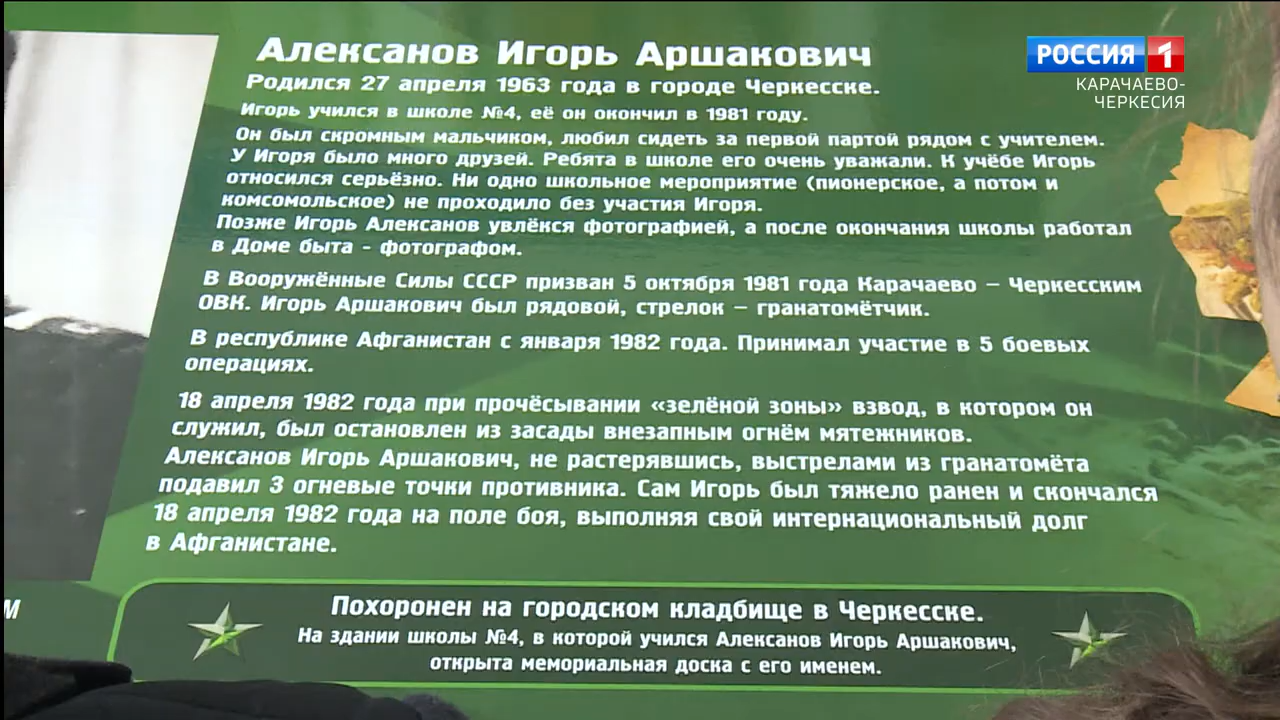 Алексанов Игорь Аршакович
РОССИЯ 1
КАРАЧАЕВО-
ЧЕРКЕСИЯ
Родился 27 апреля 1963 года в городе Черкесске.
Игорь учился в школе №4, её он окончил в 1981 году.
Он был скромным мальчиком, любил сидеть за первой партой рядом с учителем.
У Игоря было много друзей. Ребята в школе его очень уважали. К учёбе Игорь
относился серьёзно. Ни одно школьное мероприятие (пионерское, а потом и
комсомольское) не проходило без участия Игоря.
Позже Игорь Алексанов увлёкся фотографией, а после окончания школы работал
в Доме быта - фотографом.
В Вооружённые Силы СССР призван 5 октября 1981 года Карачаево – Черкесским
ОВК. Игорь Аршакович был рядовой, стрелок – гранатомётчик.
В республике Афганистан с января 1982 года. Принимал участие в 5 боевых
операциях.
18 апреля 1982 года при прочёсывании «зелёной зоны» взвод, в котором он
служил, был остановлен из засады внезапным огнём мятежников.
Алексанов Игорь Аршакович, не растерявшись, выстрелами из гранатомёта
подавил 3 огневые точки противника. Сам Игорь был тяжело ранен и скончался
18 апреля 1982 года на поле боя, выполняя свой интернациональный долг
в Афганистане.
Похоронен на городском кладбище в Черкесске.
На здании школы №4, в которой учился Алексанов Игорь Аршакович,
открыта мемориальная доска с его именем.